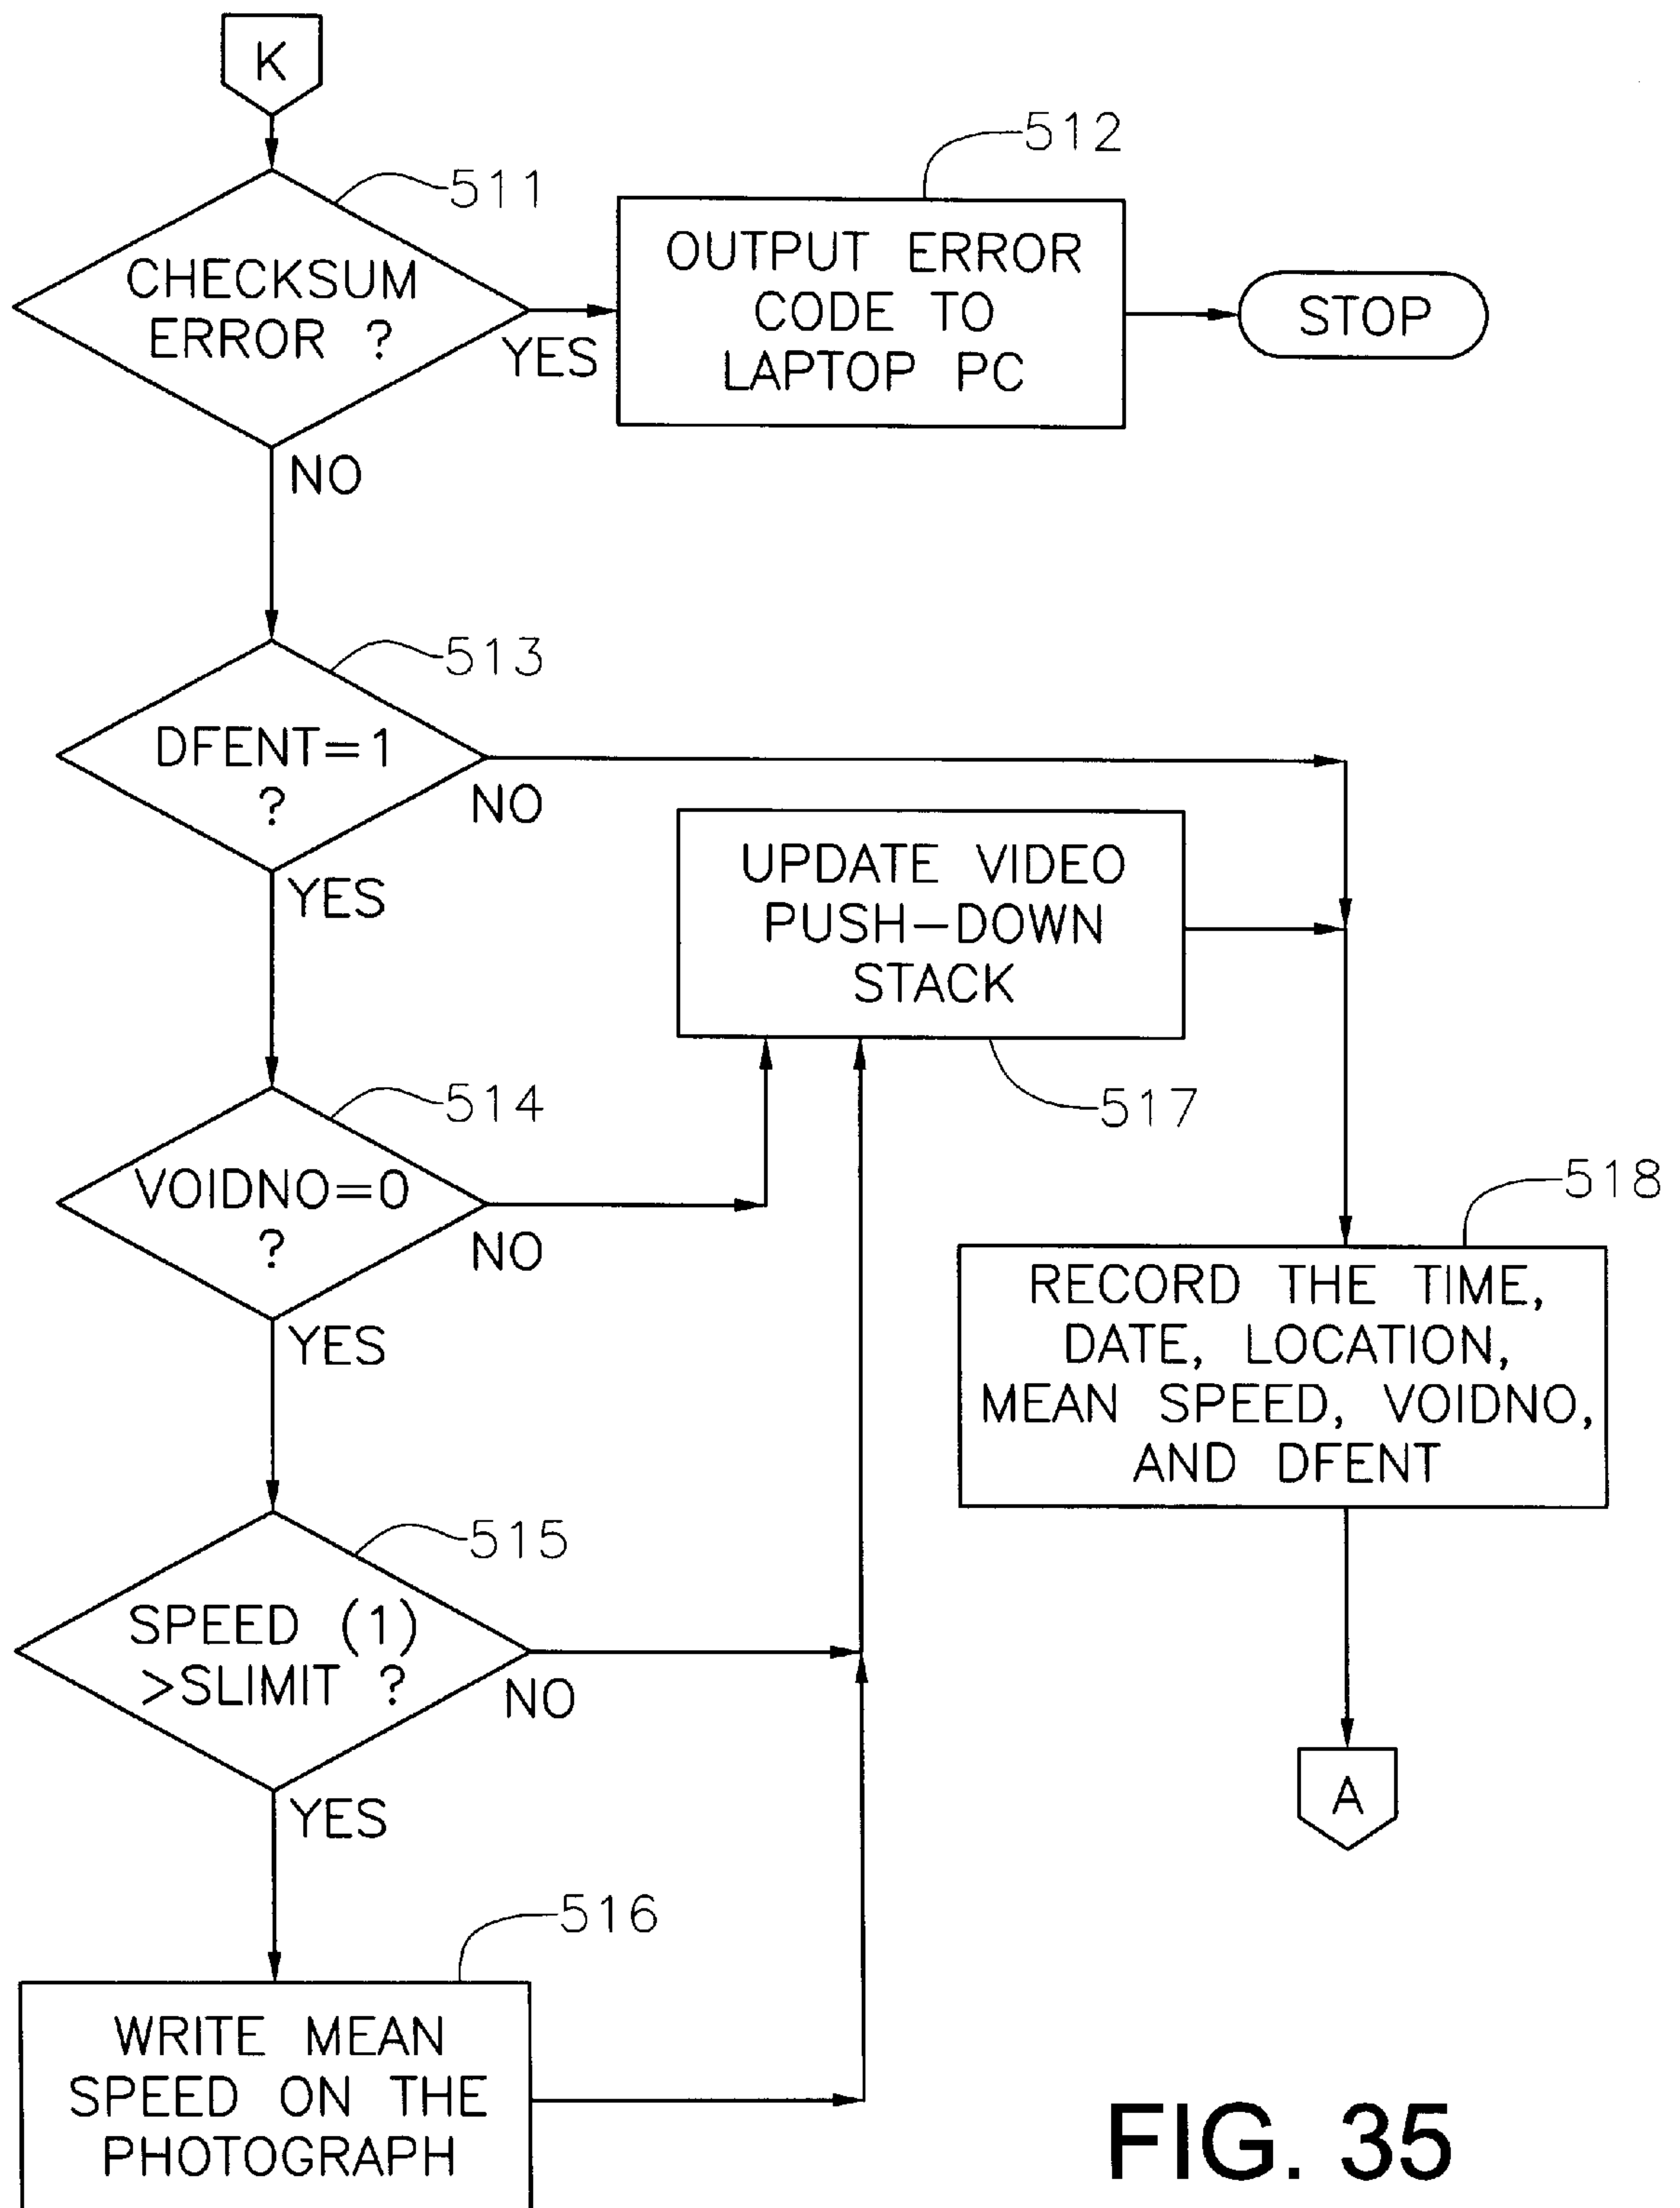 K
511
CHECKSUM
ERROR ?
YES
NO
512
OUTPUT ERROR
CODE TO
LAPTOP PC
STOP
513
DFENT=1
?
NO
YES
UPDATE VIDEO
PUSH-DOWN
STACK
517
514
VOIDNO=0
?
NO
YES
518
RECORD THE TIME,
DATE, LOCATION,
MEAN SPEED, VOIDNO,
AND DFENT
515
SPEED (1)
>SLIMIT ?
NO
YES
A
516
WRITE MEAN
SPEED ON THE
PHOTOGRAPH
FIG. 35